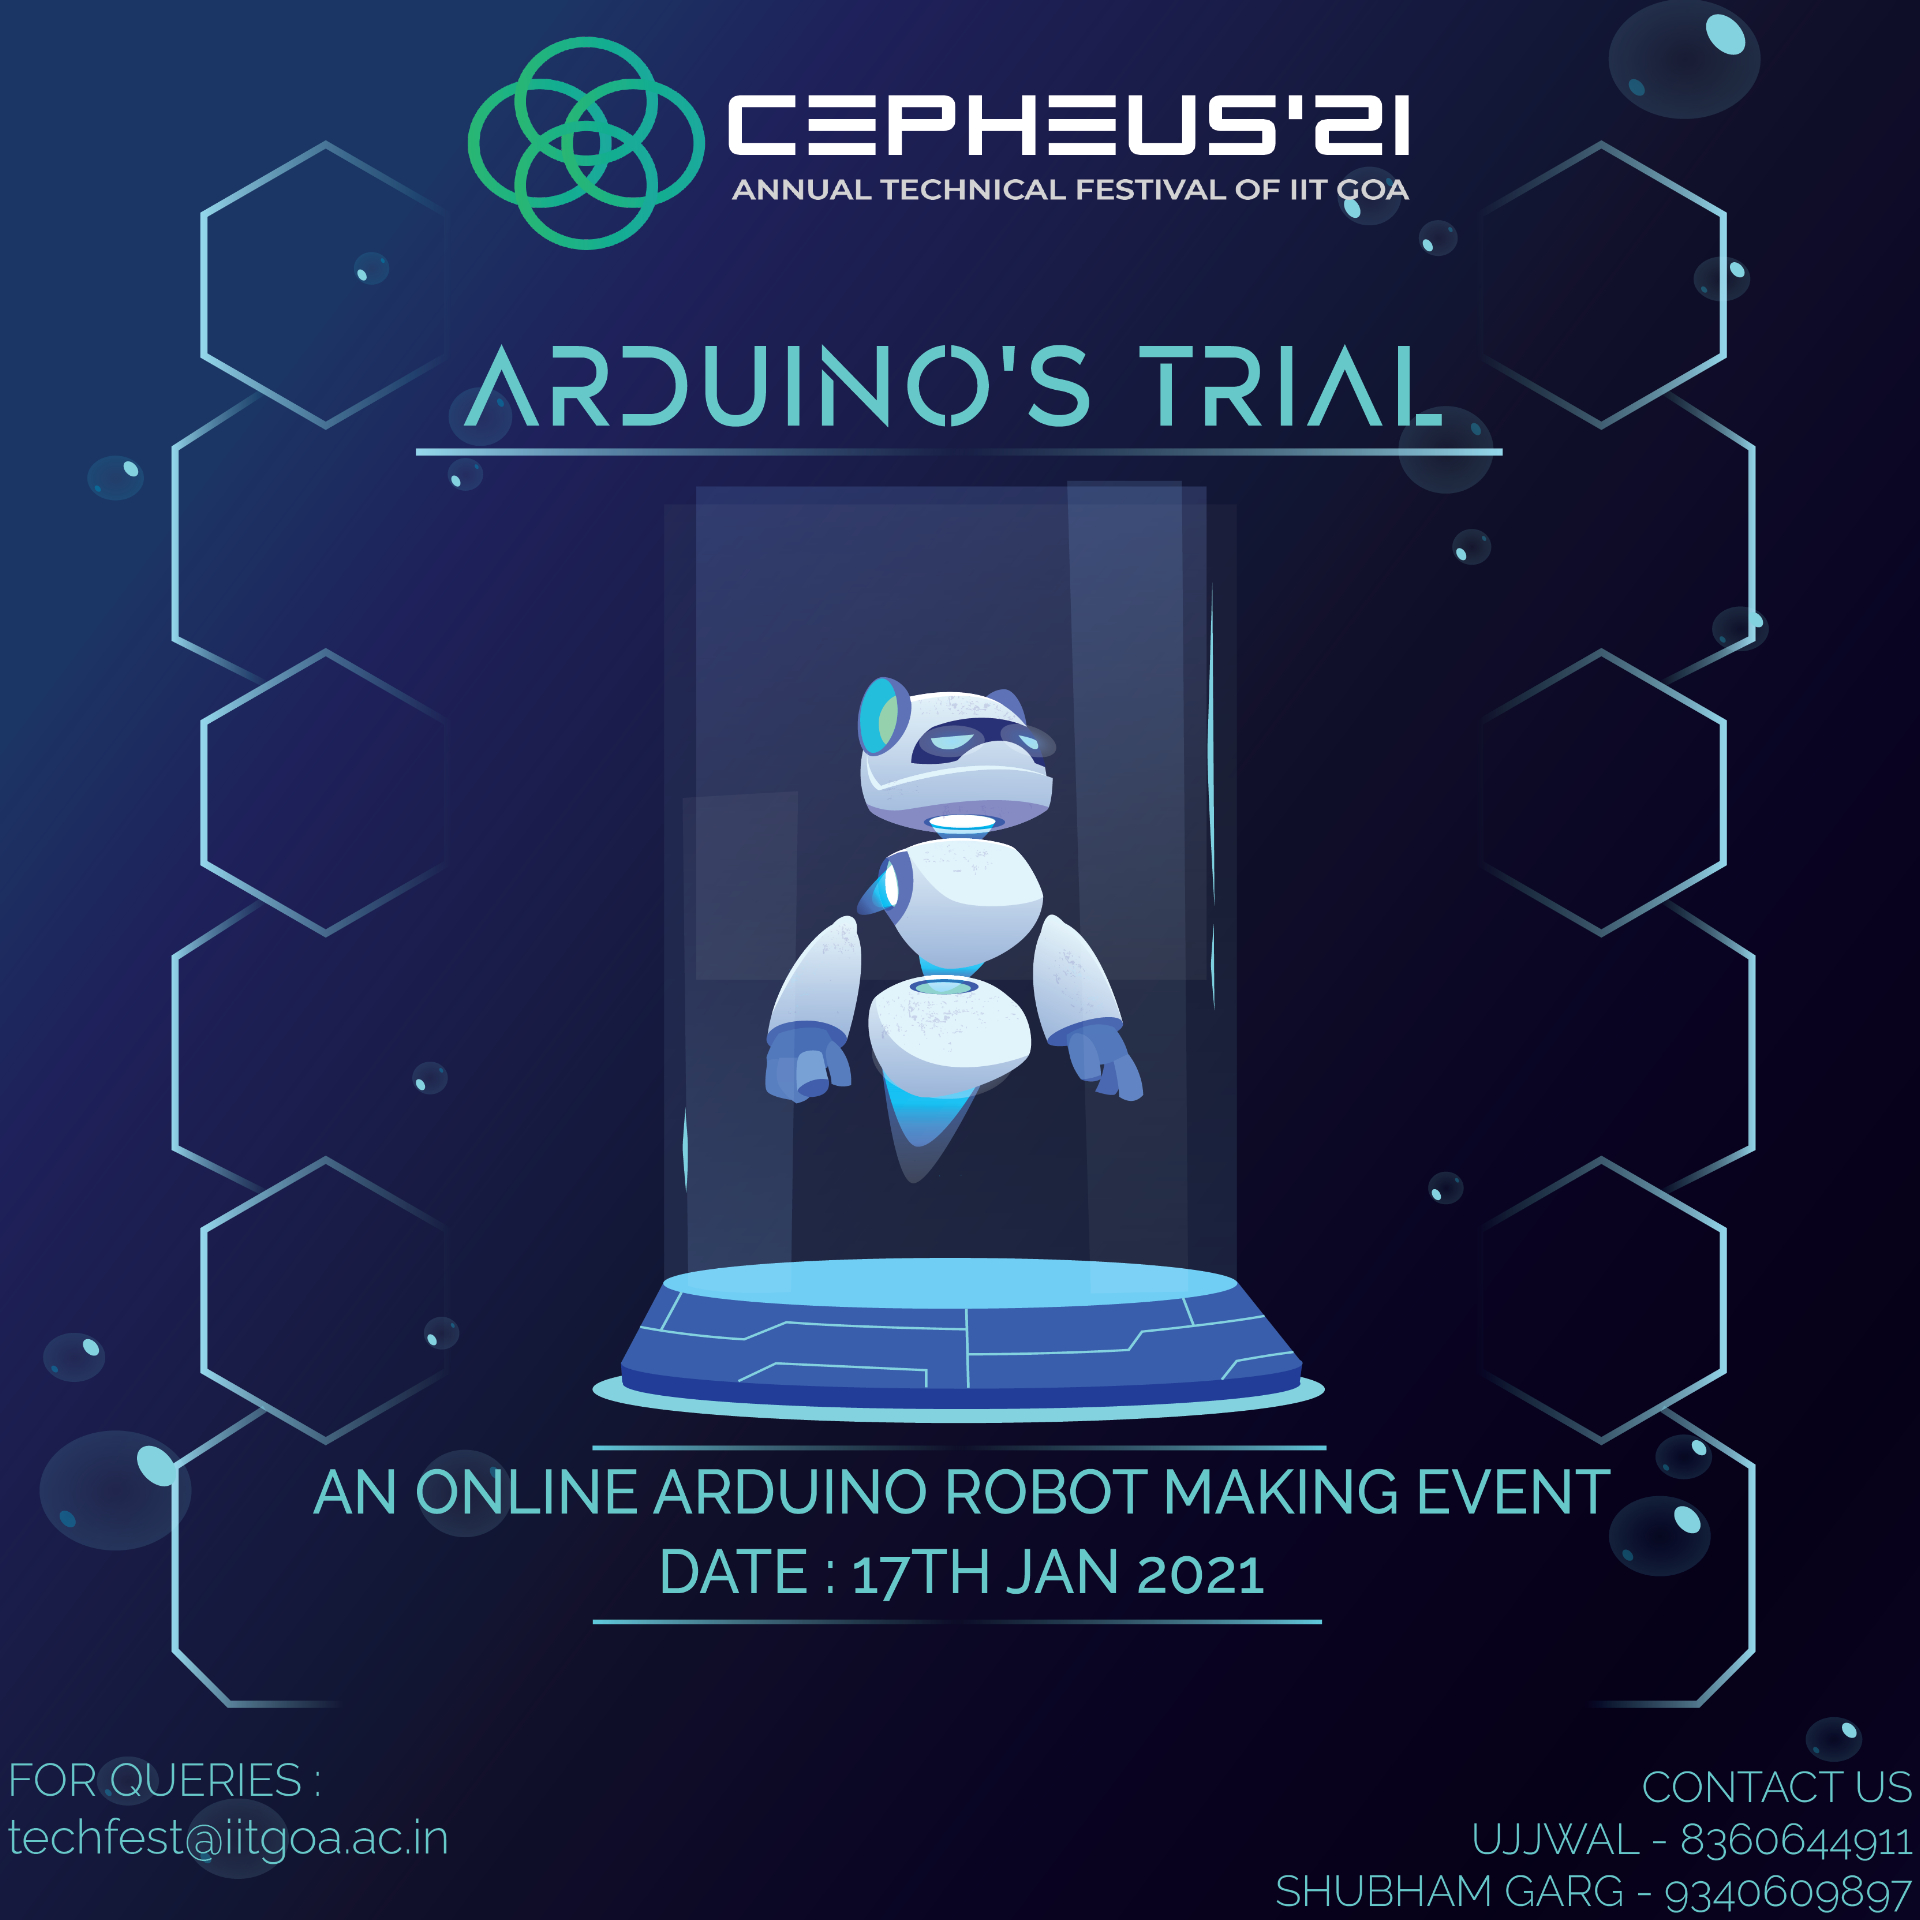 CEPHEUS'21
ANNUAL TECHNICAL FESTIVAL OF IIT GOA
ARDUINO'S TRIAL
AN ONLINE ARDUINO ROBOT MAKING EVENT
DATE : 17TH JAN 2021
FOR QUERIES :
techfest@iitgoa.ac.in
CONTACT US
UJJWAL - 8360644911
SHUBHAM GARG - 9340609897